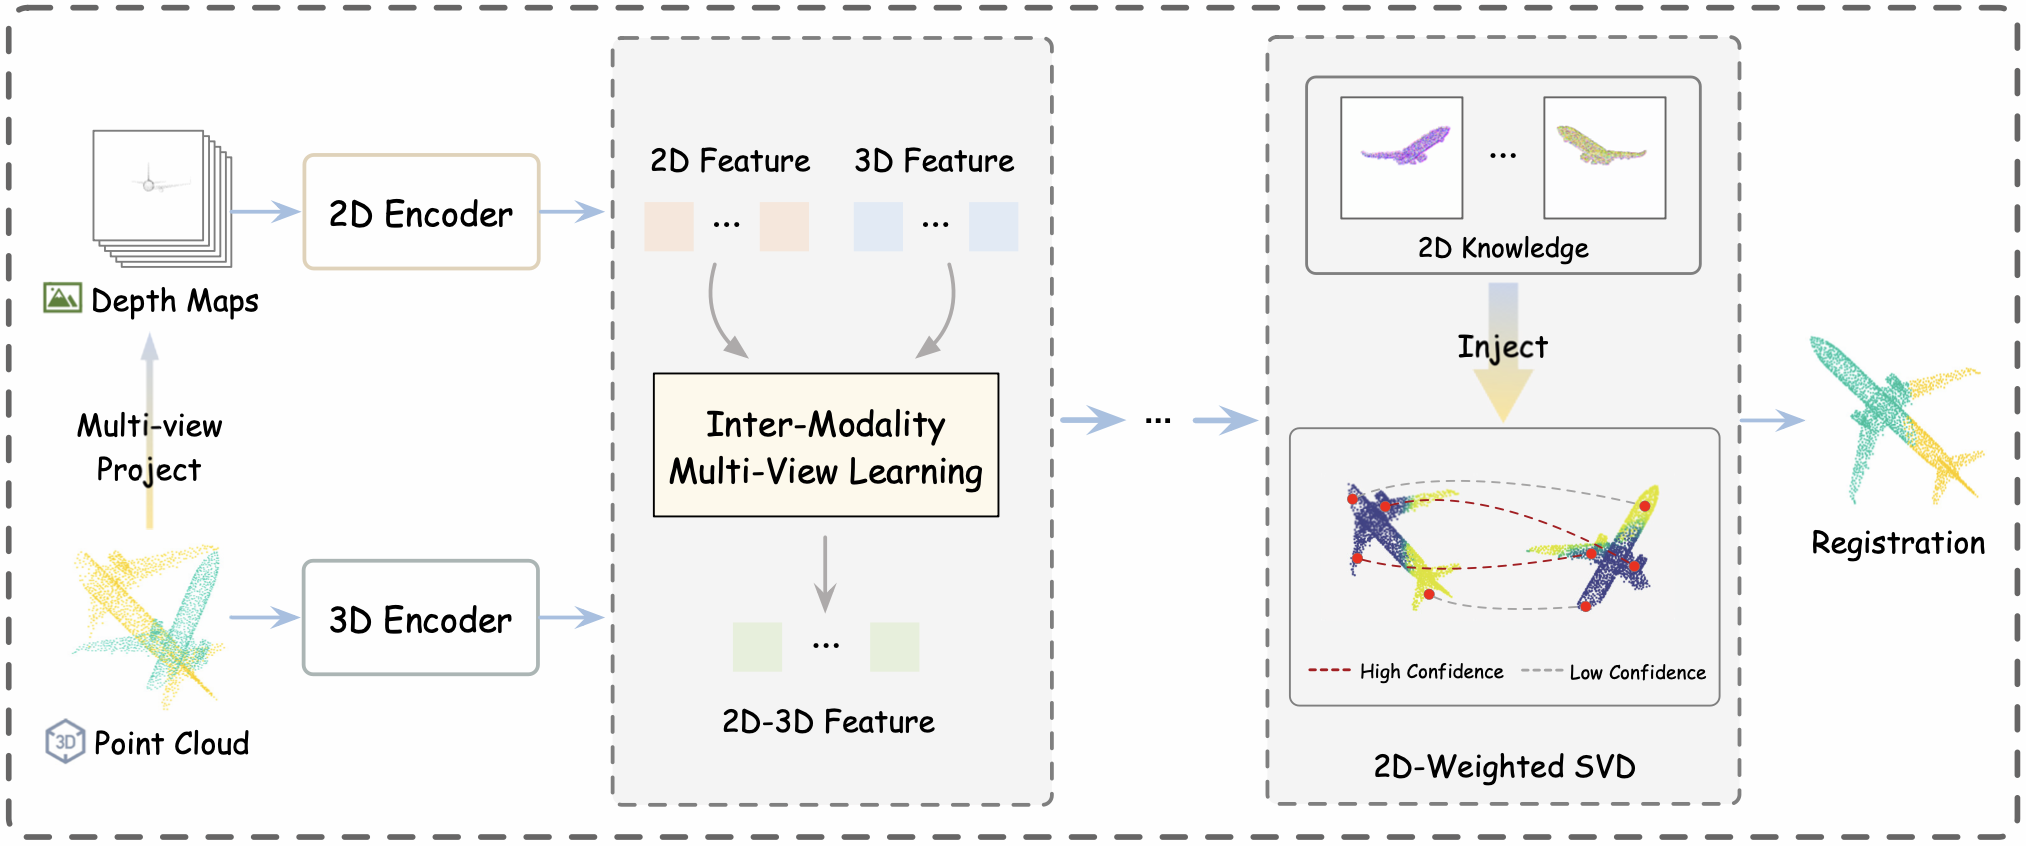 Depth Maps
Multi-view
Project
3D
Point Cloud
2D Encoder
3D Encoder
2D Feature
3D Feature
...
...
Inter-Modality
Multi-View Learning
...
2D-3D Feature
...
...
2D Knowledge
Inject
High Confidence
Low Confidence
2D-Weighted SVD
Registration